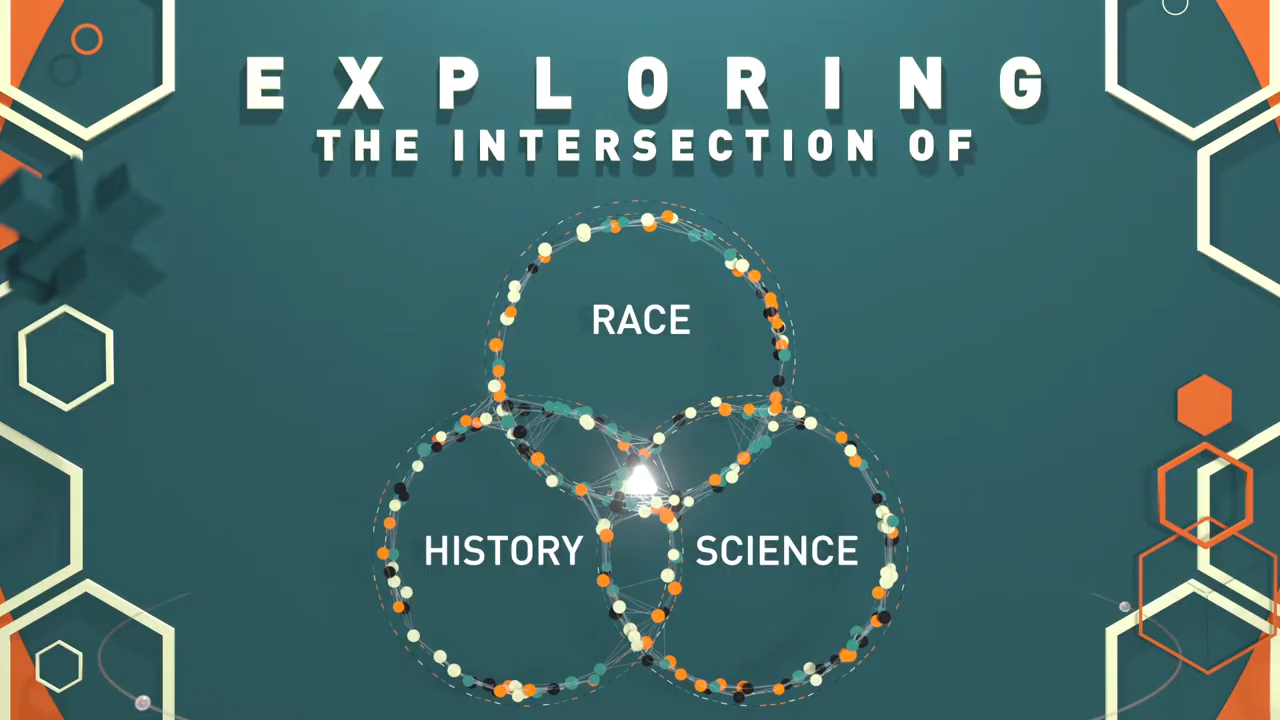 EXPLORING
THE INTERSECTION OF
RACE
HISTORY
SCIENCE